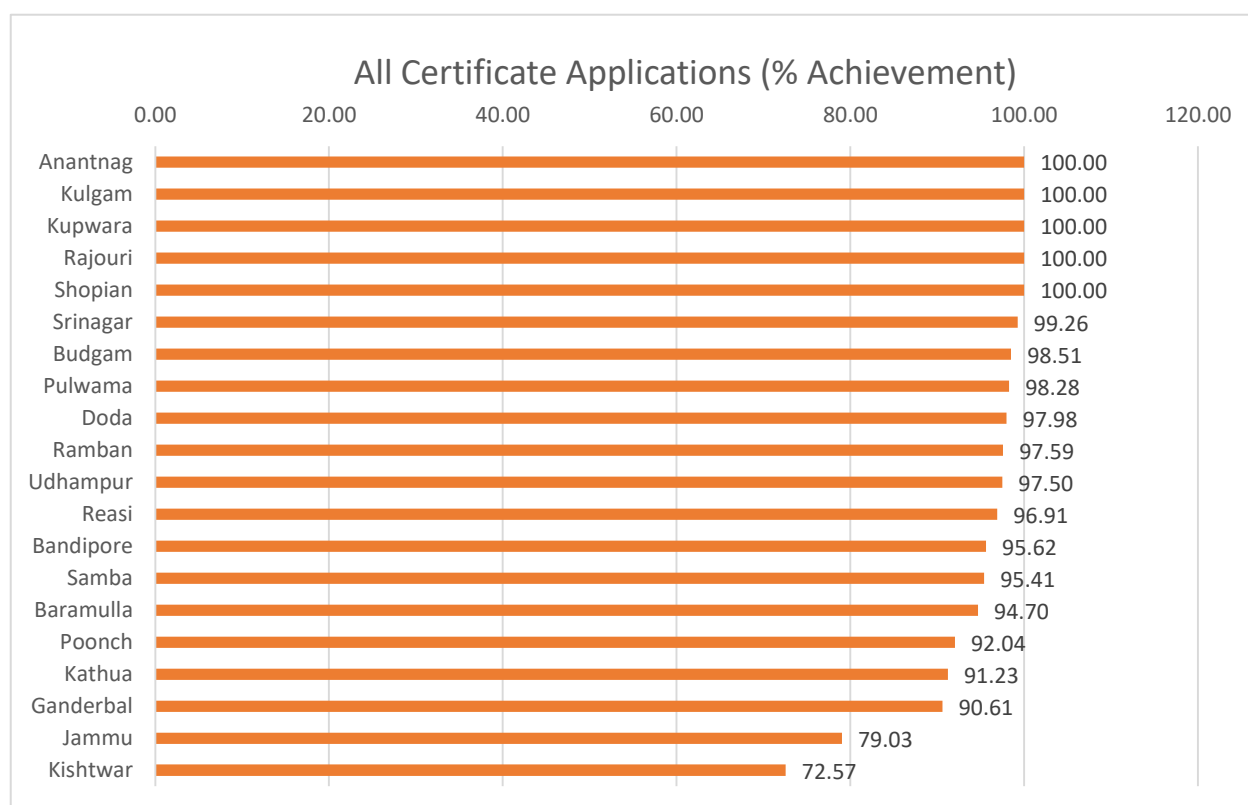 All Certificate Applications (% Achievement)
0.00 20.00 40.00 60.00 80.00 100.00 120.00
Anantnag 100.00
Kulgam 100.00
Kupwara 100.00
Rajouri 100.00
Shopian 100.00
Srinagar 99.26
Budgam 98.51
Pulwama 98.28
Doda 97.98
Ramban 97.59
Udhampur 97.50
Reasi 96.91
Bandipore 95.62
Samba 95.41
Baramulla 94.70
Poonch 92.04
Kathua 91.23
Ganderbal 90.61
Jammu 79.03
Kishtwar 72.57